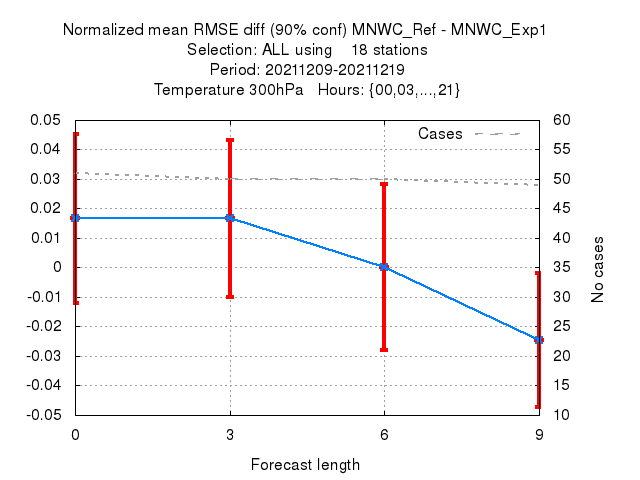 Normalized mean RMSE diff (90% conf) MNWC_Ref - MNWC_Exp1
Selection: ALL using    18 stations
Period: 20211209-20211219
Temperature 300hPa   Hours: {00,03,...,21}
Cases
0.05
0.04
0.03
0.02
0.01
0
-0.01
-0.02
-0.03
-0.04
-0.05
60
55
50
45
40
35
30
25
20
15
10
No cases
0 3 6 9
Forecast length